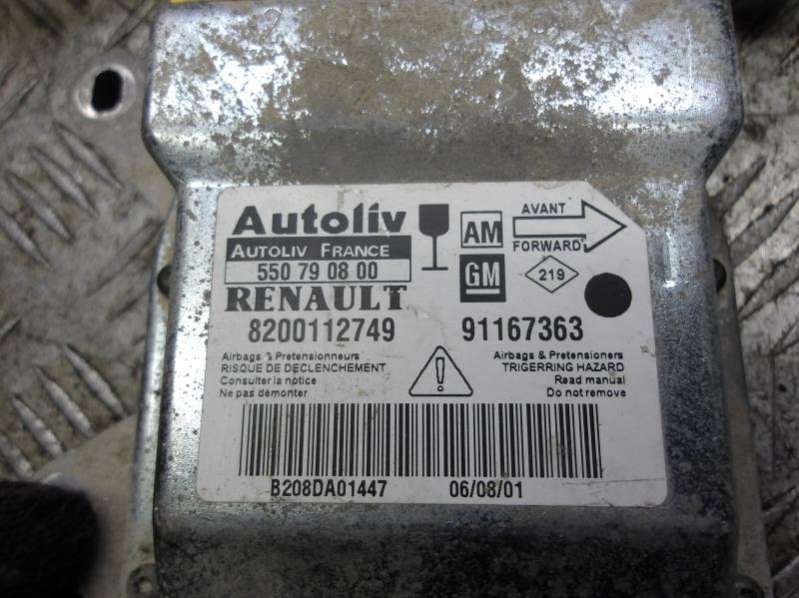 Autoliv
AUTOLIV FRANCE
550 79 08 00
RENAULT
8200112749
AM
GM
AVANT
FORWARD
219
91167363
Airbags & Pretensionneurs
RISQUE DE DECLENCHEMENT
Consulter la notice
Ne pas démonter
!
Airbags & Pretensioners
TRIGERRING HAZARD
Read manual
Do not remove
B208DA01447
06/08/01